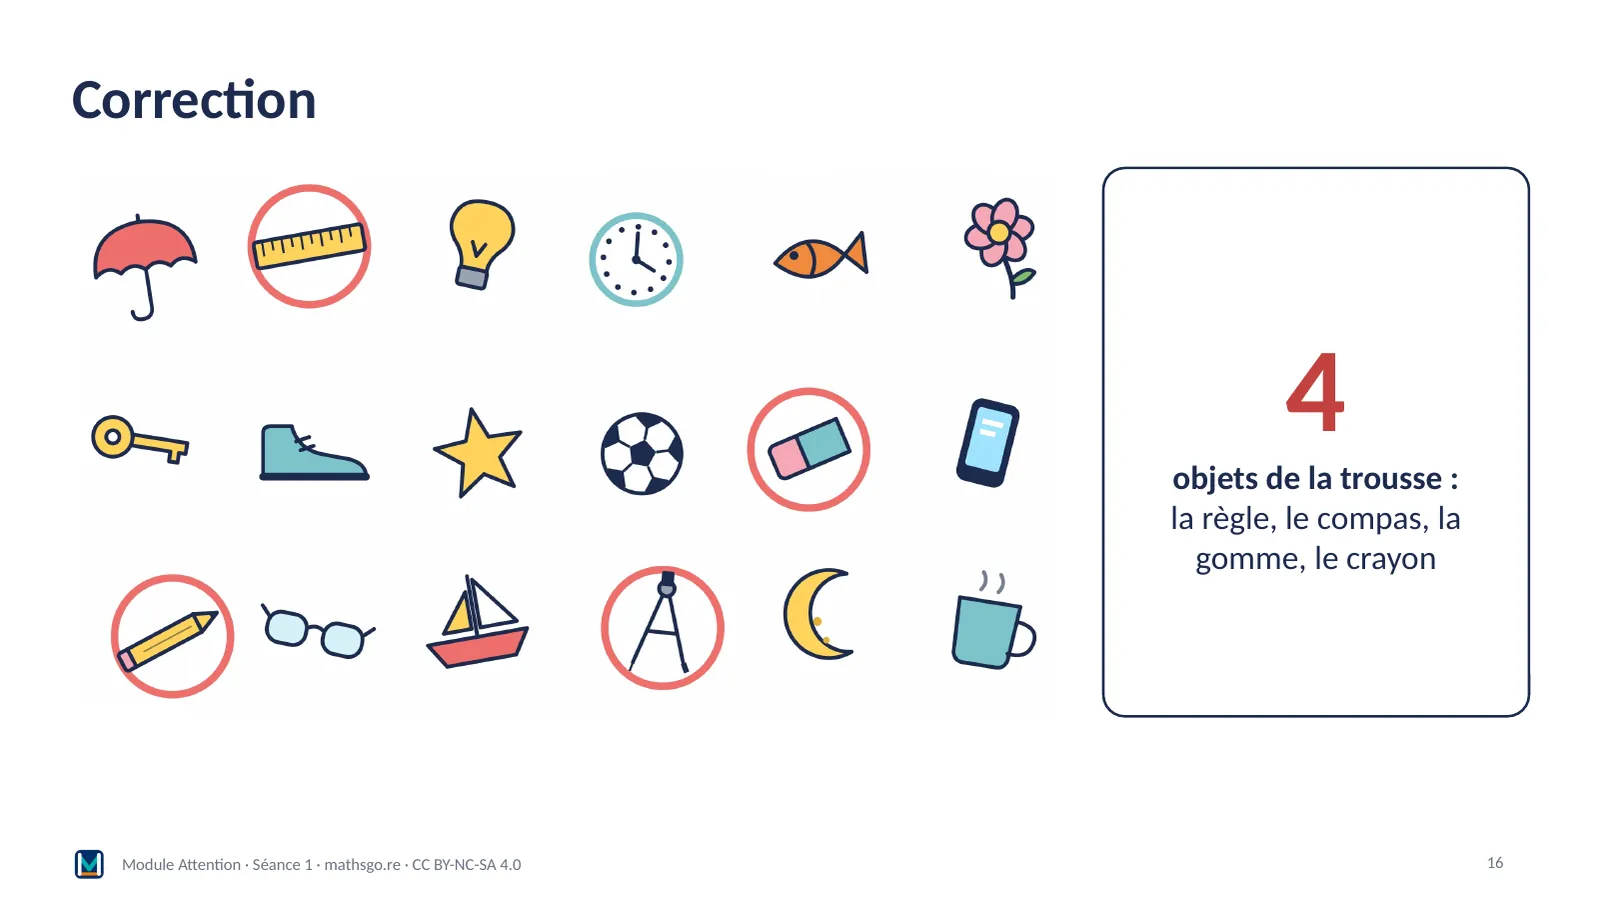 Correction
4
objets de la trousse :
la règle, le compas, la
gomme, le crayon
Module Attention · Séance 1 · mathsgo.re · CC BY-NC-SA 4.0
16